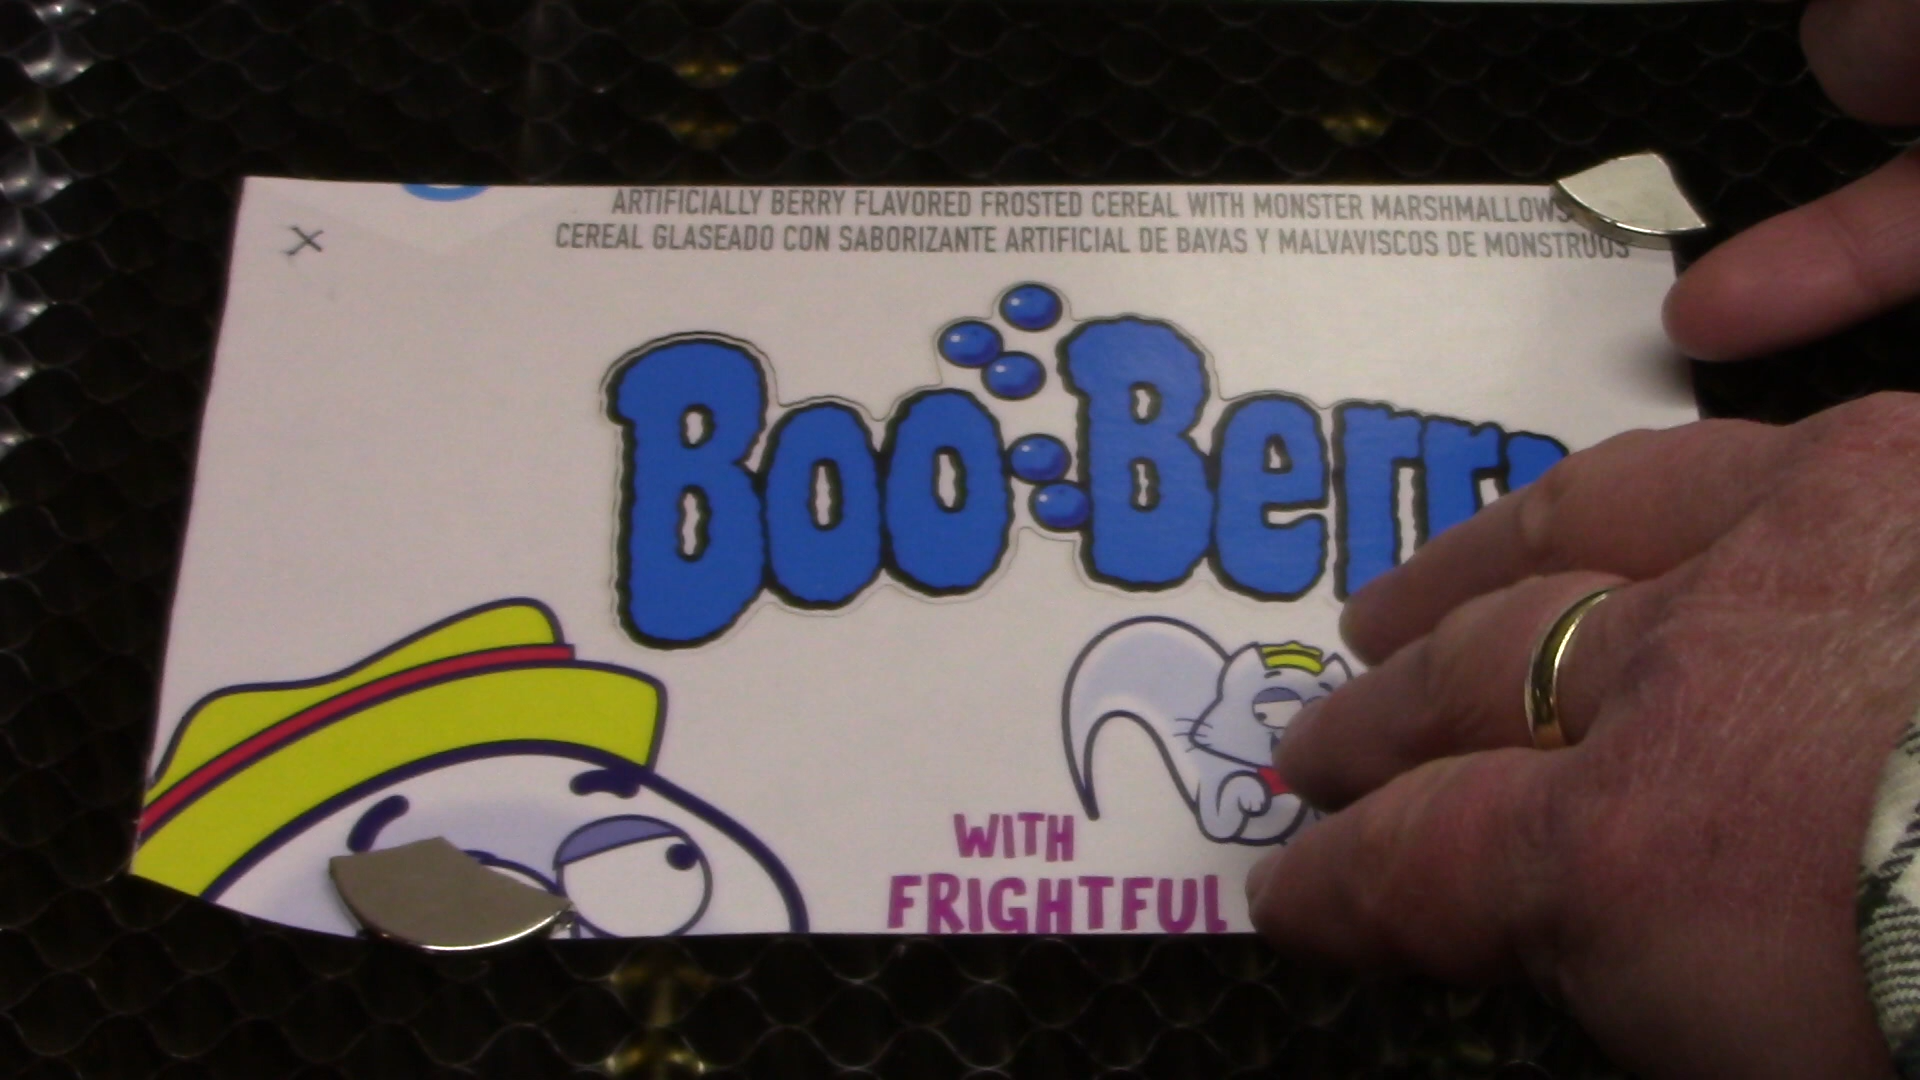 ARTIFICIALLY BERRY FLAVORED FROSTED CEREAL WITH MONSTER MARSHMALLOWS
CEREAL GLASEADO CON SABORIZANTE ARTIFICIAL DE BAYAS Y MALVAVISCOS DE MONSTRUOS
Boo Berry
WITH
FRIGHTFUL